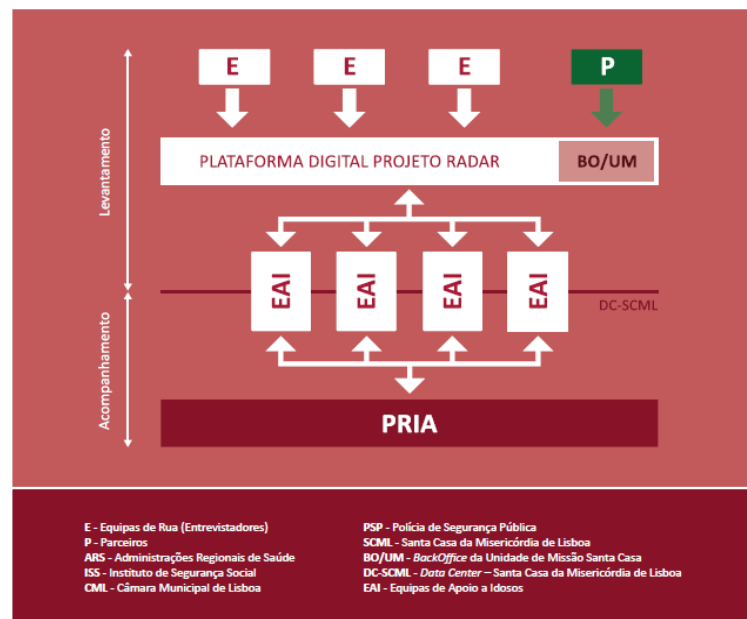 E E E P
PLATAFORMA DIGITAL PROJETO RADAR BO/UM
Levantamento
EAI EAI EAI EAI
DC-SCML
Acompanhamento
PRIA
E - Equipas de Rua (Entrevistadores)
P - Parceiros
ARS - Administrações Regionais de Saúde
ISS - Instituto de Segurança Social
CML - Câmara Municipal de Lisboa
PSP - Polícia de Segurança Pública
SCML - Santa Casa da Misericórdia de Lisboa
BO/UM - BackOffice da Unidade de Missão Santa Casa
DC-SCML - Data Center – Santa Casa da Misericórdia de Lisboa
EAI - Equipas de Apoio a Idosos